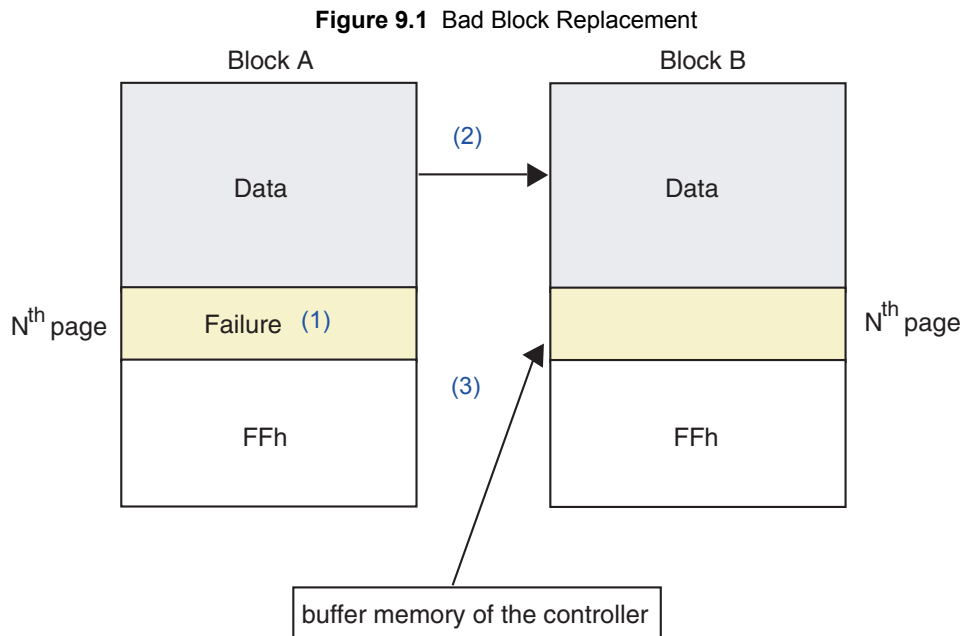 Figure 9.1 Bad Block Replacement
Block A
Block B
(2)
Data
Data
Nth page
Failure (1)
Nth page
(3)
FFh
FFh
buffer memory of the controller